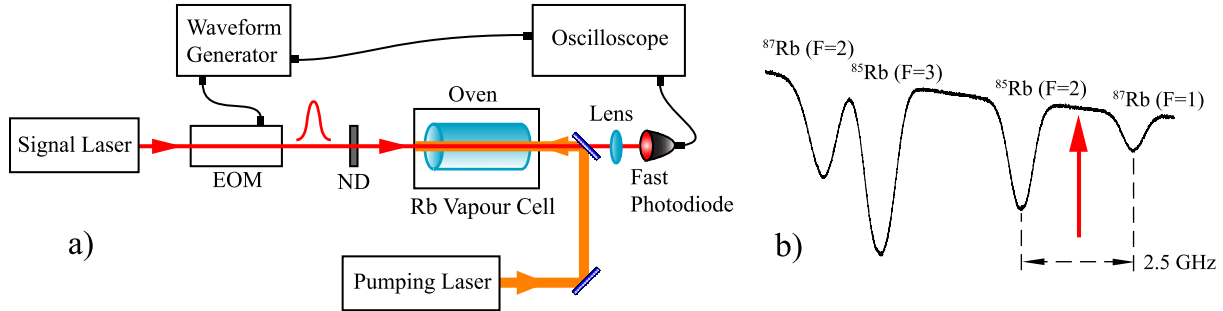 Waveform
Generator
Oscilloscope
Signal Laser
EOM
ND
Oven
Rb Vapour Cell
Lens
Fast
Photodiode
Pumping Laser
a)
⁸⁷Rb (F=2)
⁸⁵Rb (F=3)
⁸⁵Rb (F=2)
⁸⁷Rb (F=1)
2.5 GHz
b)